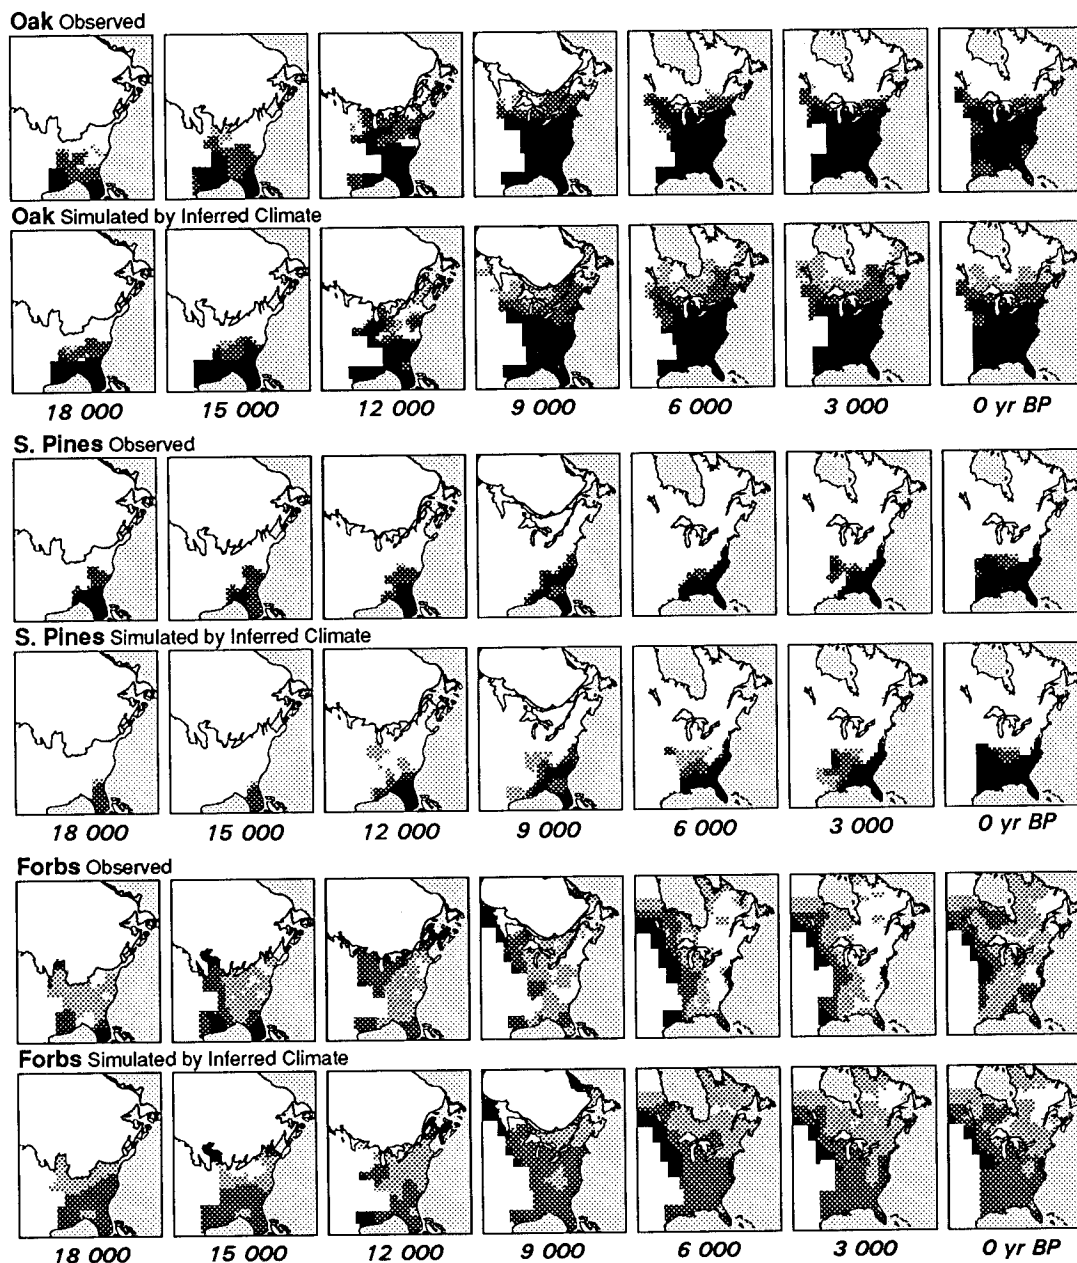 Oak Observed
Oak Simulated by Inferred Climate
18 000 15 000 12 000 9 000 6 000 3 000 0 yr BP
S. Pines Observed
S. Pines Simulated by Inferred Climate
18 000 15 000 12 000 9 000 6 000 3 000 0 yr BP
Forbs Observed
Forbs Simulated by Inferred Climate
18 000 15 000 12 000 9 000 6 000 3 000 0 yr BP